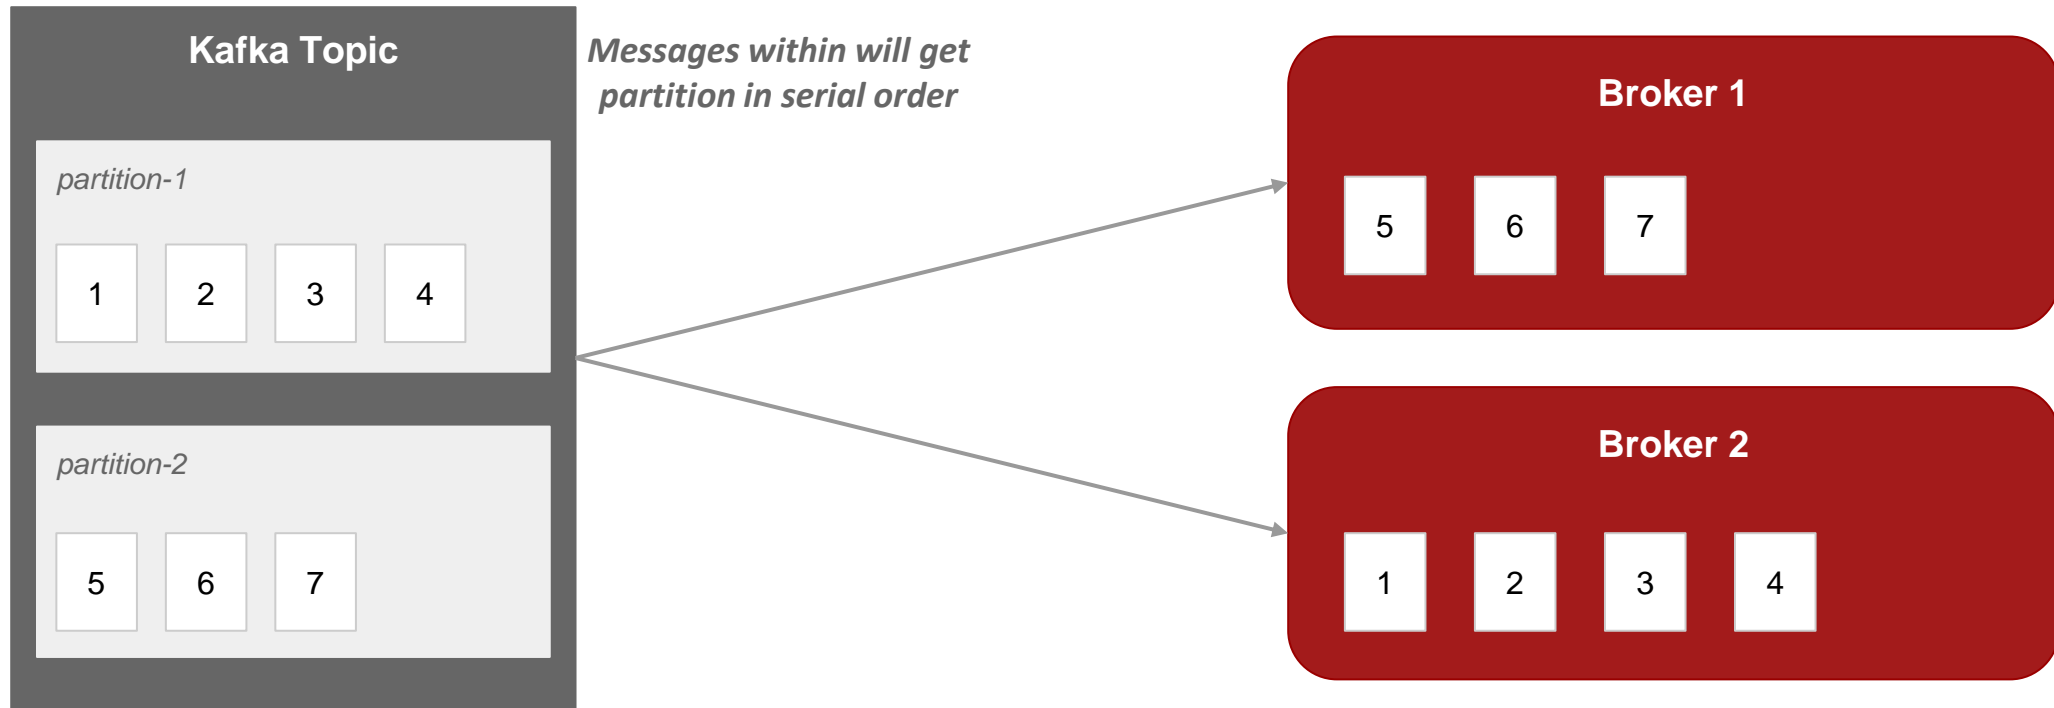 Kafka Topic
partition-1
1 2 3 4
partition-2
5 6 7
Messages within will get
partition in serial order
Broker 1
5 6 7
Broker 2
1 2 3 4